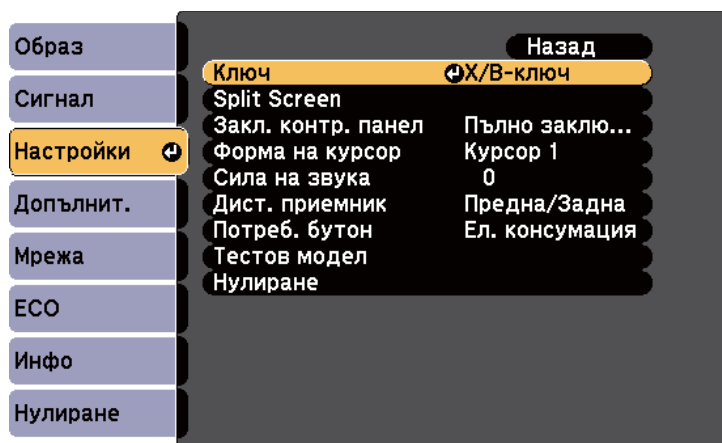 Образ
Сигнал
Настройки
Допълнит.
Мрежа
ECO
Инфо
Нулиране
Назад
Ключ Х/В-ключ
Split Screen
Закл. контр. панел Пълно заклю...
Форма на курсор Курсор 1
Сила на звука 0
Дист. приемник Предна/Задна
Потреб. бутон Ел. консумация
Тестов модел
Нулиране